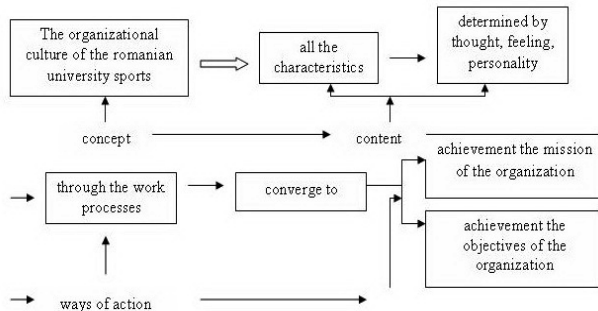 The organizational
culture of the romanian
university sports
all the
characteristics
determined by
thought, feeling,
personality
concept
content
through the work
processes
converge to
achievement the mission
of the organization
achievement the
objectives of the
organization
ways of action